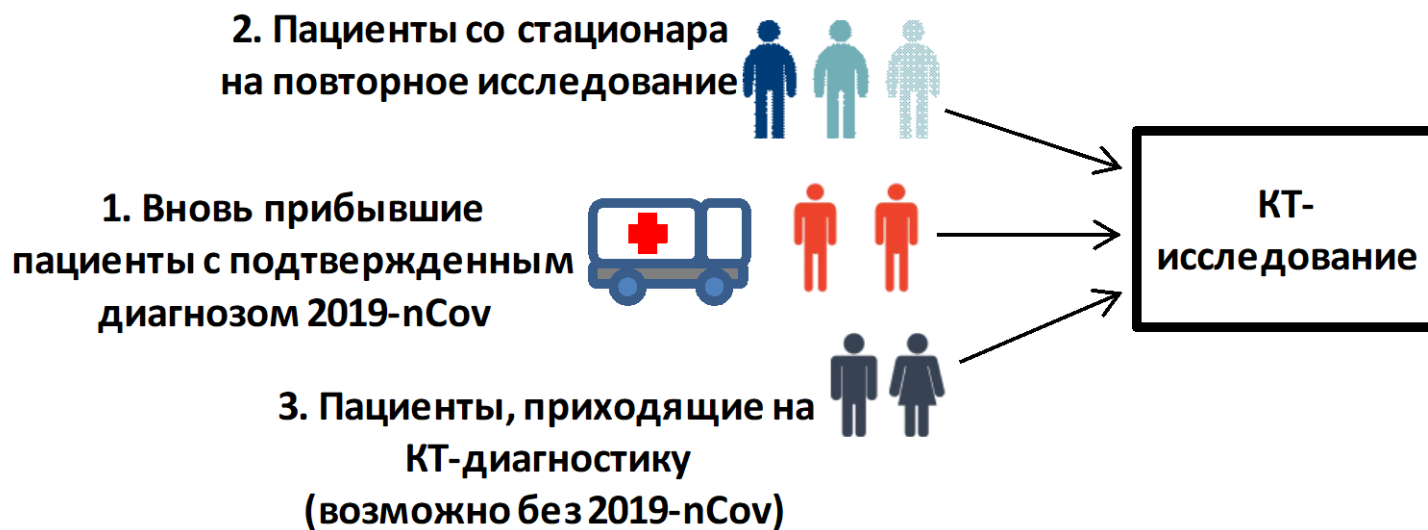 2. Пациенты со стационара
на повторное исследование
1. Вновь прибывшие
пациенты с подтвержденным
диагнозом 2019-nCov
3. Пациенты, приходящие на
КТ-диагностику
(возможно без 2019-nCov)
КТ-
исследование